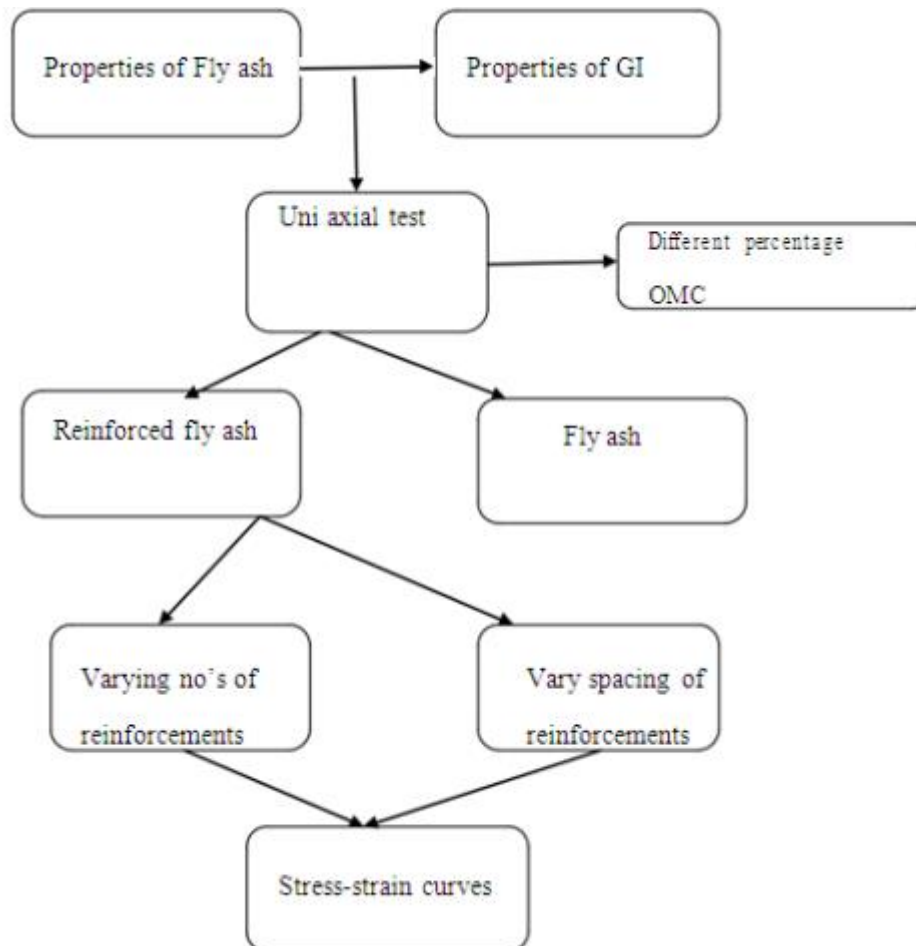 Properties of Fly ash
Properties of GI
Uni axial test
Different percentage
OMC
Reinforced fly ash
Fly ash
Varying no's of
reinforcements
Vary spacing of
reinforcements
Stress-strain curves